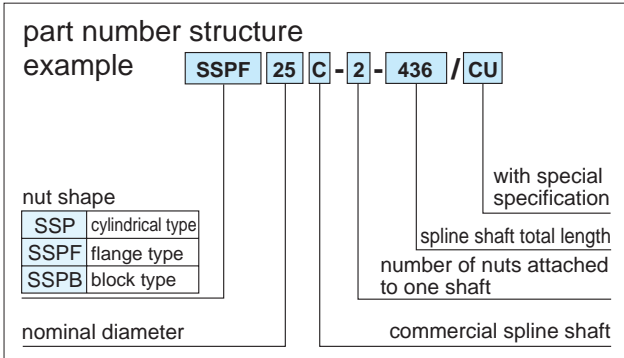 part number structure
example
SSPF 25 C - 2 - 436 / CU
with special
specification
nut shape
SSP cylindrical type
SSPF flange type
SSPB block type
spline shaft total length
number of nuts attached
to one shaft
nominal diameter
commercial spline shaft